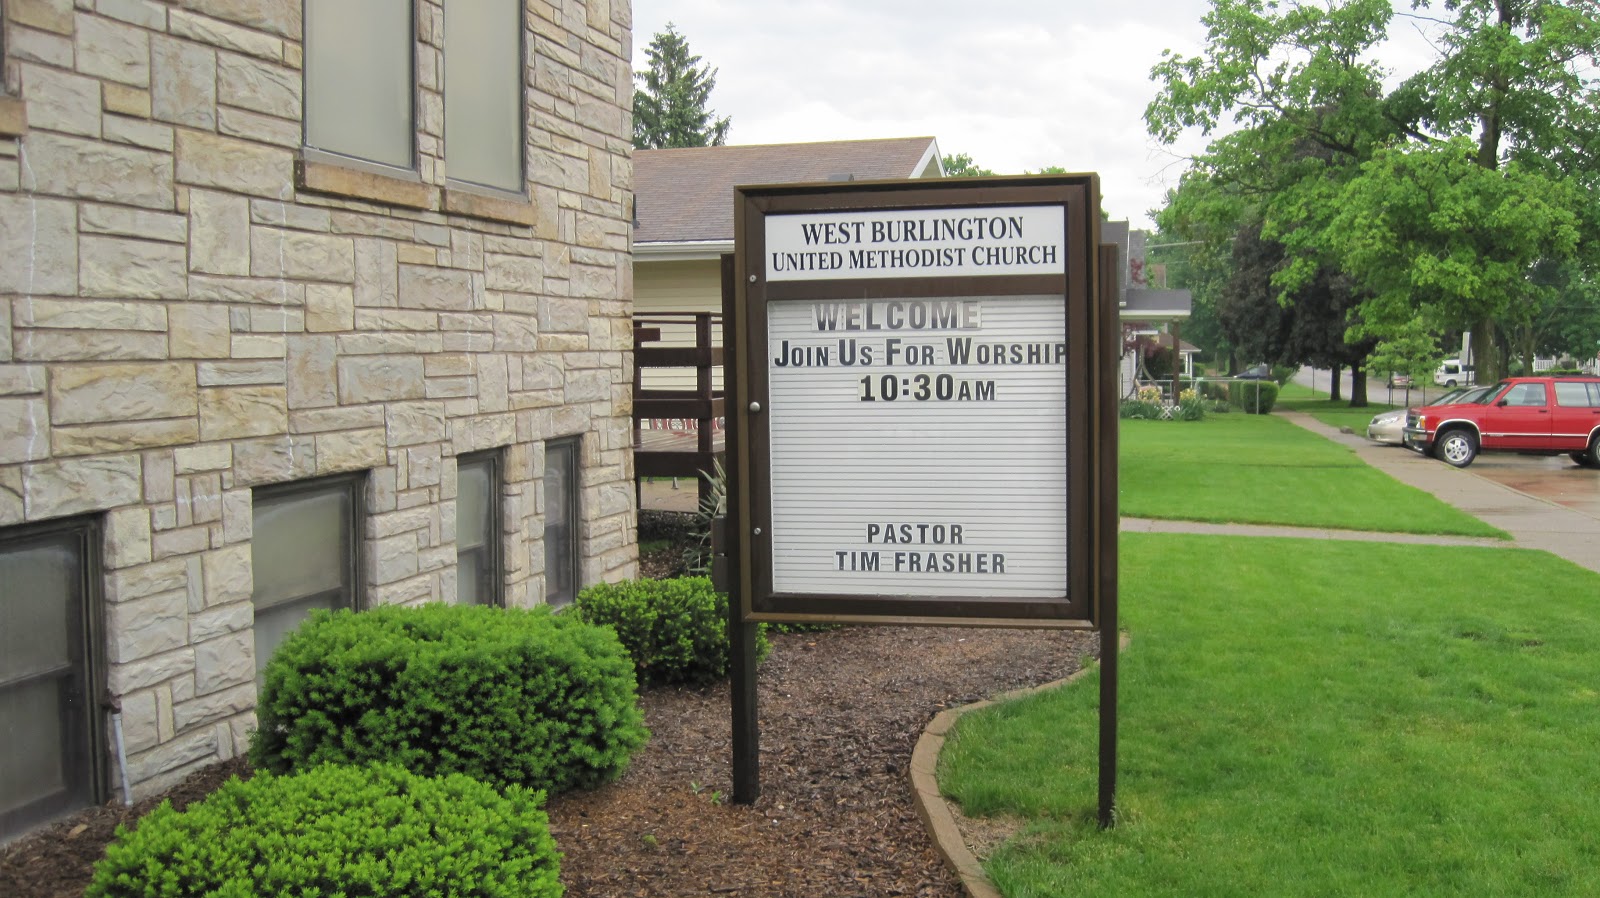 WEST BURLINGTON
UNITED METHODIST CHURCH
WELCOME
JOIN US FOR WORSHIP
10:30AM
PASTOR
TIM FRASHER